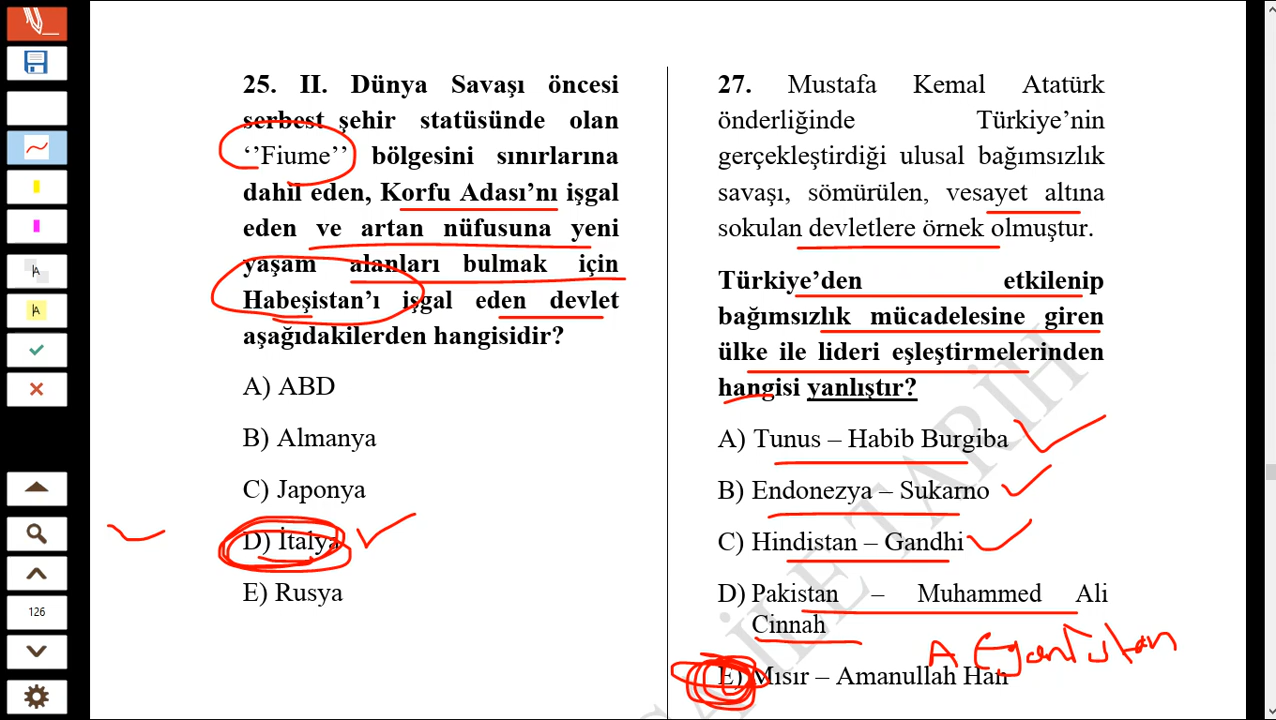 25. II. Dünya Savaşı öncesi
serbest şehir statüsünde olan
‘’Fiume’’ bölgesini sınırlarına
dahil eden, Korfu Adası’nı işgal
eden ve artan nüfusuna yeni
yaşam alanları bulmak için
Habeşistan’ı işgal eden devlet
aşağıdakilerden hangisidir?
A) ABD
B) Almanya
C) Japonya
D) İtalya
E) Rusya
126
27. Mustafa Kemal Atatürk
önderliğinde Türkiye’nin
gerçekleştirdiği ulusal bağımsızlık
savaşı, sömürülen, vesayet altına
sokulan devletlere örnek olmuştur.
Türkiye’den etkilenip
bağımsızlık mücadelesine giren
ülke ile lideri eşleştirmelerinden
hangisi yanlıştır?
A) Tunus – Habib Burgiba
B) Endonezya – Sukarno
C) Hindistan – Gandhi
D) Pakistan – Muhammed Ali
Cinnah
E) Mısır – Amanullah Han
İLE TARİH